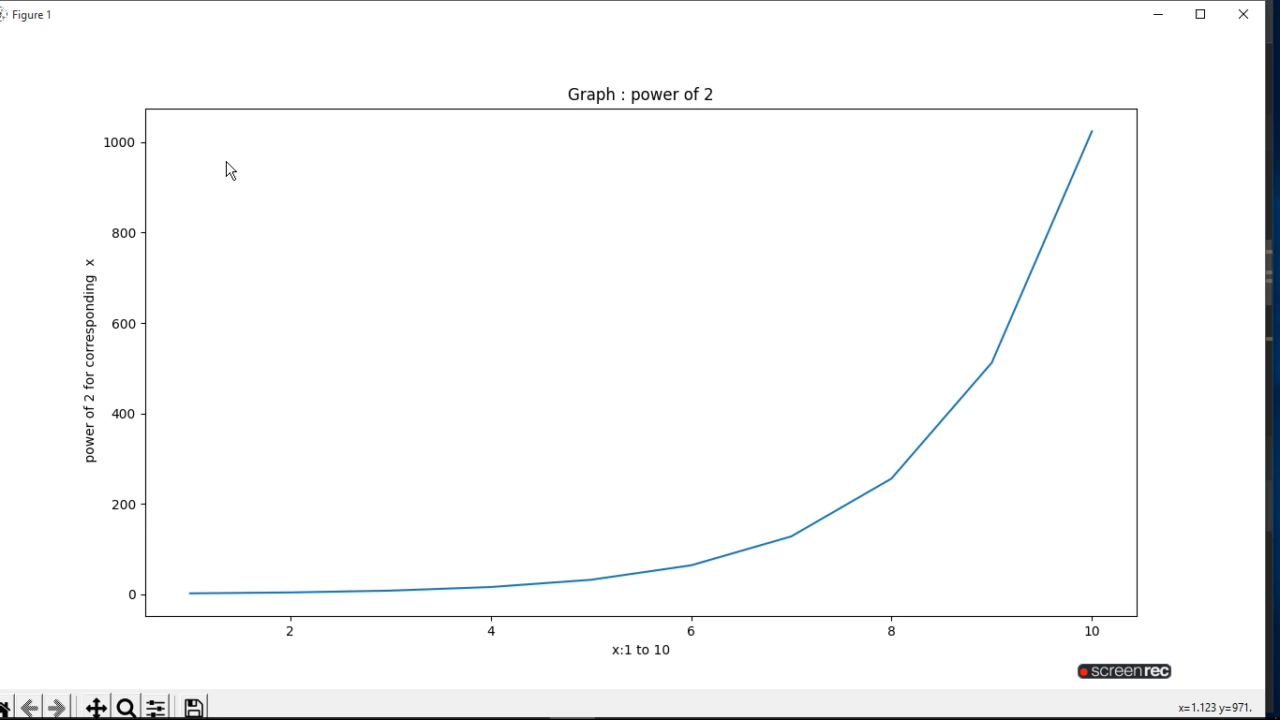 Figure 1
Graph : power of 2
1000
800
600
400
200
0
power of 2 for corresponding  x
2 4 6 8 10
x:1 to 10
screenrec
x=1.123 y=971.